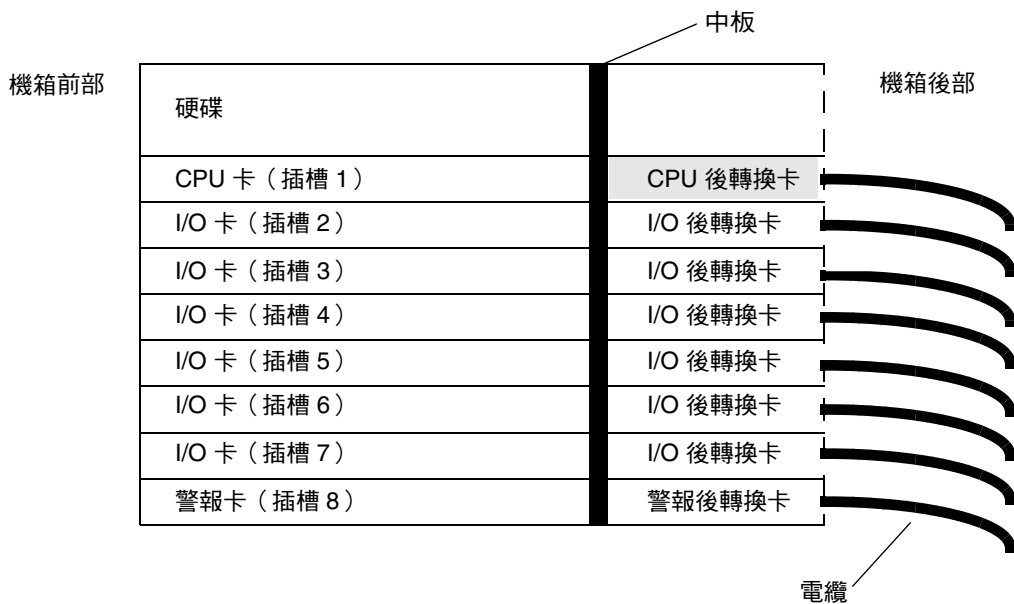 中板
機箱前部
機箱後部
硬碟
CPU 卡（插槽 1） CPU 後轉換卡
I/O 卡（插槽 2） I/O 後轉換卡
I/O 卡（插槽 3） I/O 後轉換卡
I/O 卡（插槽 4） I/O 後轉換卡
I/O 卡（插槽 5） I/O 後轉換卡
I/O 卡（插槽 6） I/O 後轉換卡
I/O 卡（插槽 7） I/O 後轉換卡
警報卡（插槽 8） 警報後轉換卡
電纜